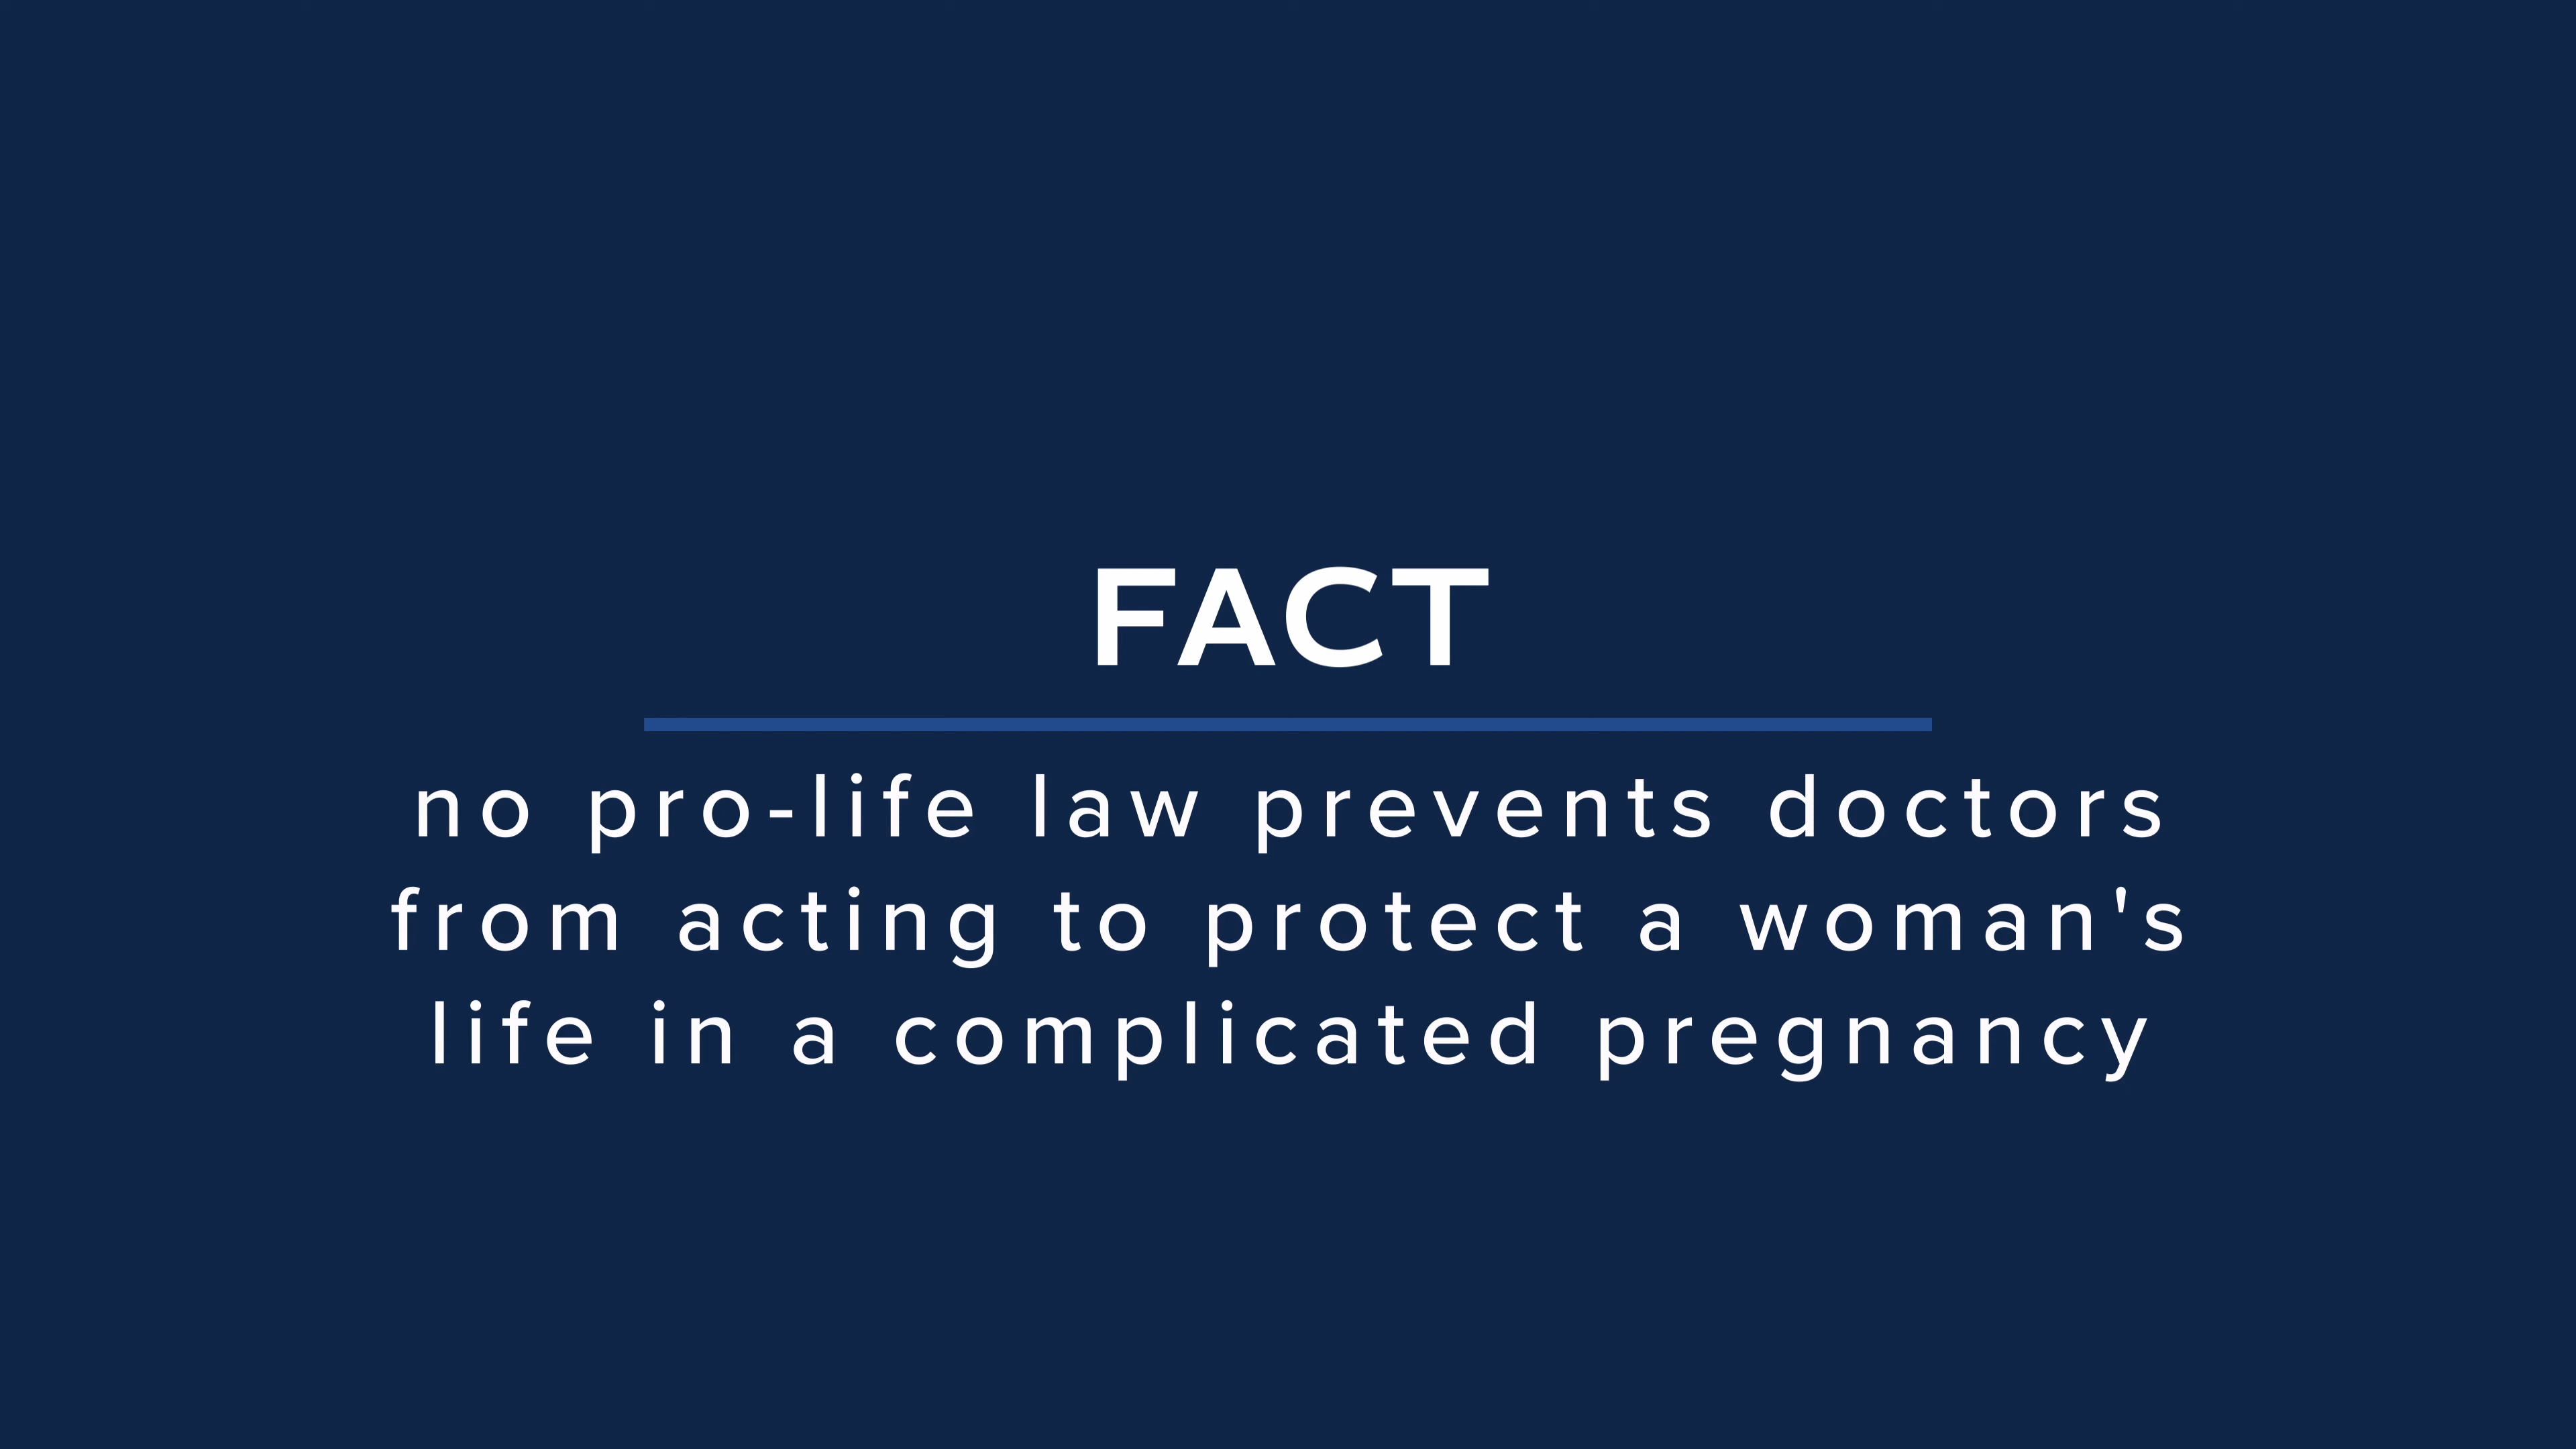 FACT
no pro-life law prevents doctors
from acting to protect a woman's
life in a complicated pregnancy